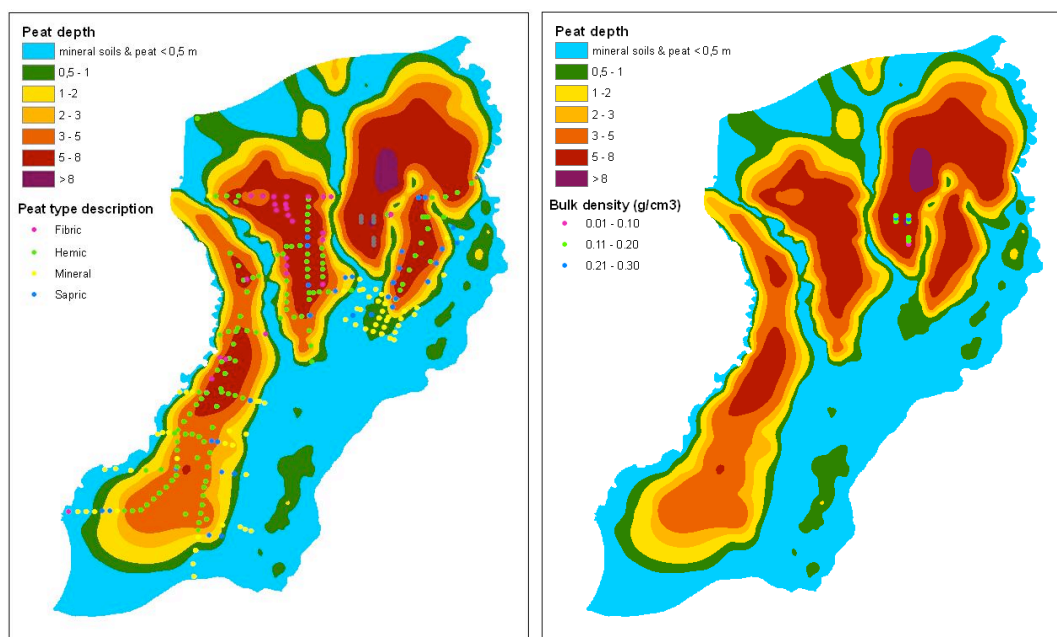 Peat depth
mineral soils & peat < 0,5 m
0,5 - 1
1 - 2
2 - 3
3 - 5
5 - 8
> 8
Peat type description
Fibric
Hemic
Mineral
Sapric
Peat depth
mineral soils & peat < 0,5 m
0,5 - 1
1 - 2
2 - 3
3 - 5
5 - 8
> 8
Bulk density (g/cm3)
0.01 - 0.10
0.11 - 0.20
0.21 - 0.30